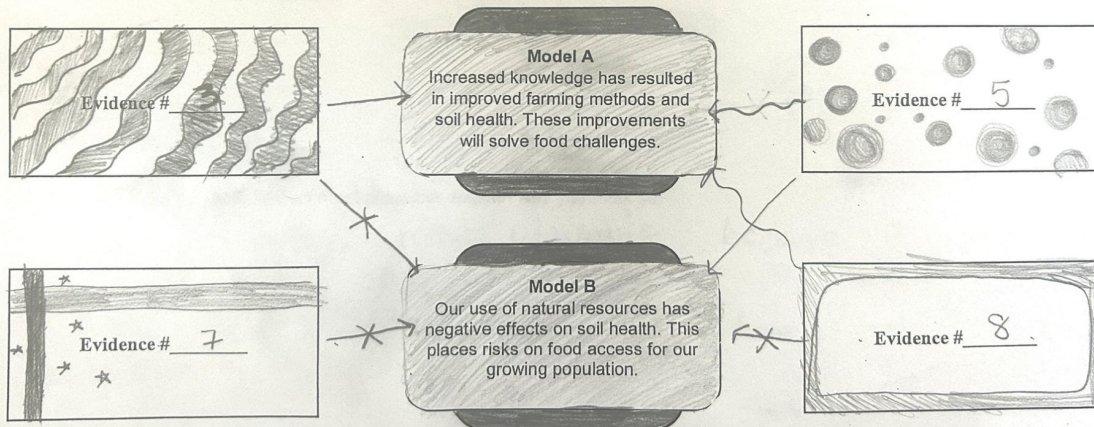 Model A
Increased knowledge has resulted
in improved farming methods and
soil health. These improvements
will solve food challenges.
Evidence #
Evidence # 5
Model B
Our use of natural resources has
negative effects on soil health. This
places risks on food access for our
growing population.
Evidence # 7
Evidence # 8